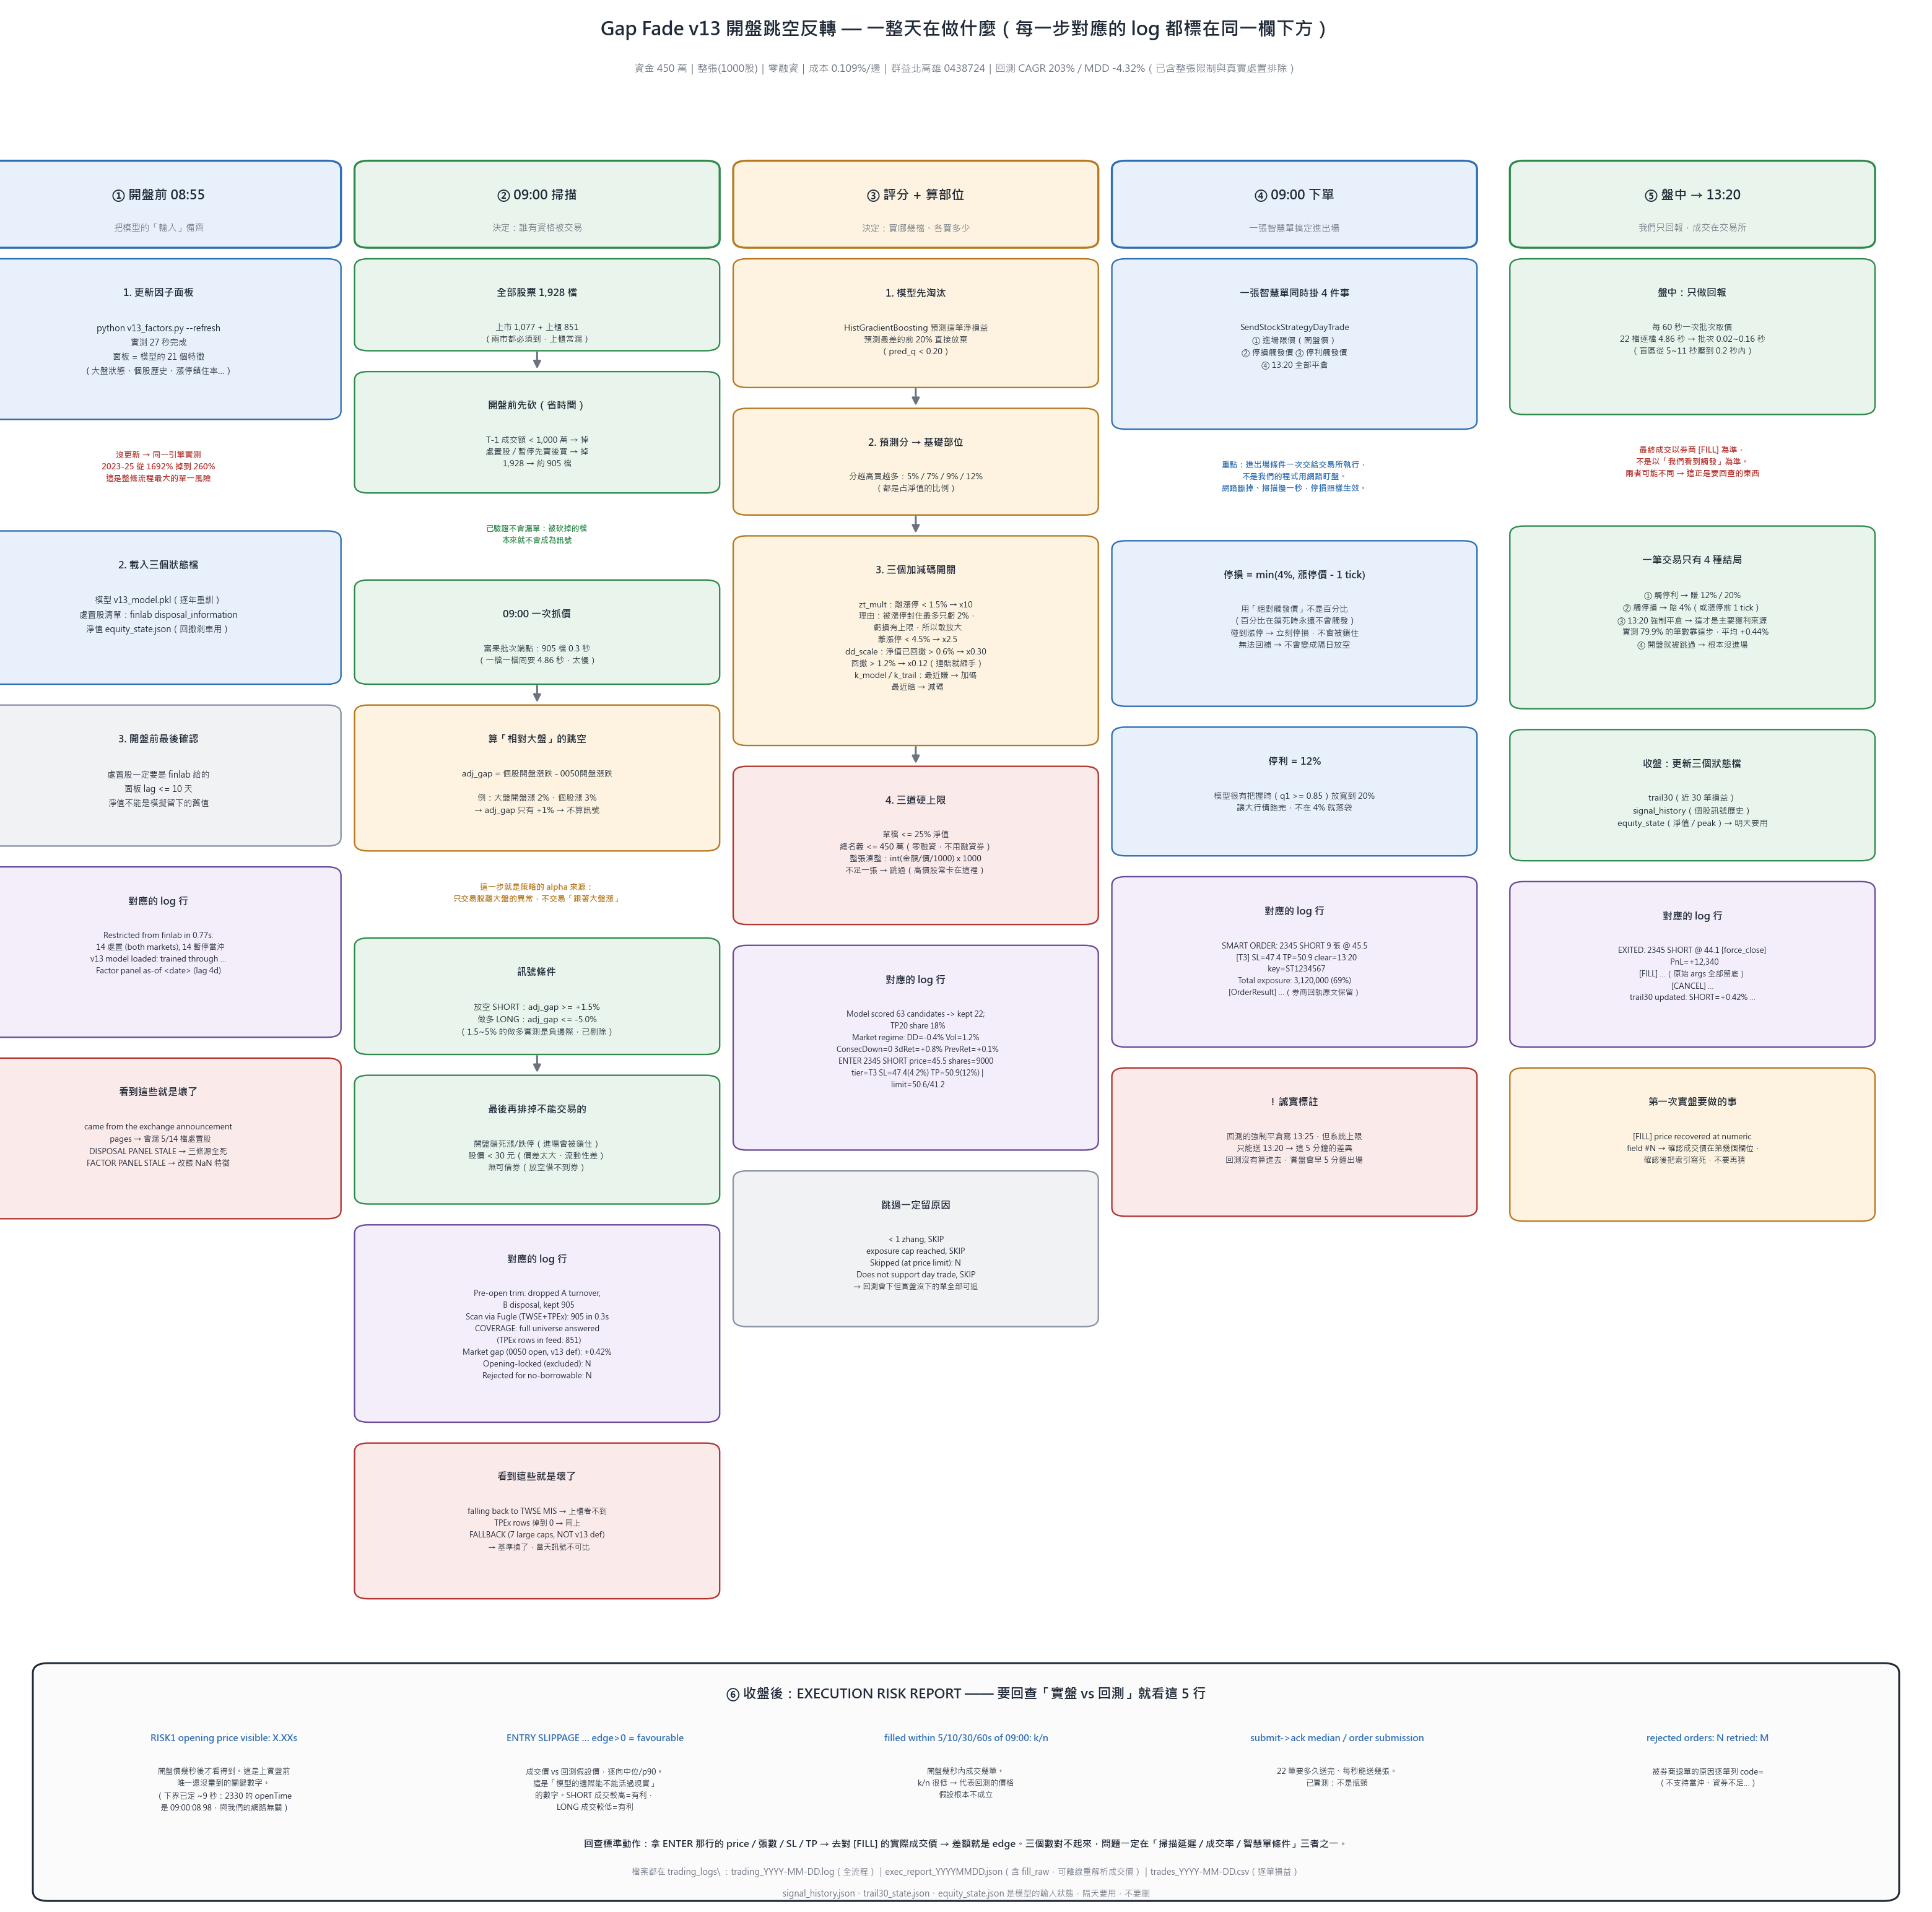 Gap Fade v13 開盤跳空反轉 — 一整天在做什麼 ( 每一步對應的 log 都標在同一欄下方 )
資金 450 萬 | 整張(1000股) | 零融資 | 成本 0.109%/邊 | 群益北高雄 0438724 | 回測 CAGR 203% / MDD -4.32% ( 已含整張限制與真實處置排除 )
① 開盤前 08:55
把模型的「輸入」備齊
1. 更新因子面板
python v13_factors.py --refresh
實測 27 秒完成
面板 = 模型的 21 個特徵
( 大盤狀態、個股歷史、漲停鎖住率... )
沒更新 → 同一引擎實測
2023-25 從 1692% 掉到 260%
這是整條流程最大的單一風險
2. 載入三個狀態檔
模型 v13_model.pkl ( 逐年重訓 )
處置股清單：finlab disposal_information
淨值 equity_state.json ( 回撤剎車用 )
3. 開盤前最後確認
處置股一定要是 finlab 給的
面板 lag <= 10 天
淨值不能是模擬留下的舊值
對應的 log 行
Restricted from finlab in 0.77s:
14 處置 (both markets), 14 暫停當沖
v13 model loaded: trained through ...
Factor panel as-of <date> (lag 4d)
看到這些就是壞了
came from the exchange announcement
pages → 會漏 5/14 檔處置股
DISPOSAL PANEL STALE → 三條源全死
FACTOR PANEL STALE → 改餵 NaN 特徵
② 09:00 掃描
決定：誰有資格被交易
全部股票 1,928 檔
上市 1,077 + 上櫃 851
( 兩市都必須到，上櫃常漏 )
開盤前先砍 ( 省時間 )
T-1 成交額 < 1,000 萬 → 掉
處置股 / 暫停先賣後買 → 掉
1,928 → 約 905 檔
已驗證不會漏單：被砍掉的檔
本來就不會成為訊號
09:00 一次抓價
富果批次端點：905 檔 0.3 秒
( 一檔一檔問要 4.86 秒，太慢 )
算「相對大盤」的跳空
adj_gap = 個股開盤漲跌 - 0050開盤漲跌
例：大盤開盤漲 2%、個股漲 3%
→ adj_gap 只有 +1% → 不算訊號
這一步就是策略的 alpha 來源：
只交易脫離大盤的異常，不交易「跟著大盤漲」
訊號條件
放空 SHORT：adj_gap >= +1.5%
做多 LONG：adj_gap <= -5.0%
( 1.5~5% 的做多實測是負邊際，已刪除 )
最後再排掉不能交易的
開盤鎖死漲/跌停 ( 進場會被鎖住 )
股價 < 30 元 ( 價差太大、流動性差 )
無可借券 ( 放空借不到券 )
對應的 log 行
Pre-open trim: dropped A turnover,
B disposal, kept 905
Scan via Fugle (TWSE+TPEx): 905 in 0.3s
COVERAGE: full universe answered
(TPEx rows in feed: 851)
Market gap (0050 open, v13 def): +0.42%
Opening-locked (excluded): N
Rejected for no-borrowable: N
看到這些就是壞了
falling back to TWSE MIS → 上櫃看不到
TPEx rows 掉到 0 → 同上
FALLBACK (7 large caps, NOT v13 def)
→ 基準換了，當天訊號不可比
③ 評分 + 算部位
決定：買哪幾檔、各買多少
1. 模型先淘汰
HistGradientBoosting 預測這單淨損益
預測最差的前 20% 直接放棄
( pred_q < 0.20 )
2. 預測分 → 基礎部位
分越高買越多：5% / 7% / 9% / 12%
( 都是占淨值的比例 )
3. 三個加減碼開關
zt_mult：離漲停 < 1.5% → x10
理由：被漲停封住最多只虧 2%，
虧損有上限，所以敢放大
離漲停 < 4.5% → x2.5
dd_scale：淨值已回撤 > 0.6% → x0.30
回撤 > 1.2% → x0.12 ( 連賠就縮手 )
k_model / k_trail：最近賺 → 加碼
最近賠 → 減碼
4. 三道硬上限
單檔 <= 25% 淨值
總名義 <= 450 萬 ( 零融資，不用融資券 )
整張湊整：int(金額/價/1000) x 1000
不足一張 → 跳過 ( 高價股常卡在這裡 )
對應的 log 行
Model scored 63 candidates -> kept 22;
TP20 share 18%
Market regime: DD=-0.4% Vol=1.2%
ConsecDown=0 3dRet=+0.8% PrevRet=+0.1%
ENTER 2345 SHORT price=45.5 shares=9000
tier=T3 SL=47.4(4.2%) TP=50.9(12%) |
limit=50.6/41.2
跳過一定留原因
< 1 zhang, SKIP
exposure cap reached, SKIP
Skipped (at price limit): N
Does not support day trade, SKIP
→ 回測會下但實盤沒下的單全部可追
④ 09:00 下單
一張智慧單搞定進出場
一張智慧單同時掛 4 件事
SendStockStrategyDayTrade
① 進場限價 ( 開盤價 )
② 停損觸發價 ③ 停利觸發價
④ 13:20 全部平倉
重點：進出場條件一次交給交易所執行，
不是我們的程式用網路盯盤。
網路斷掉、掃描慢一秒，停損照樣生效。
停損 = min(4%, 漲停價 - 1 tick)
用「絕對觸發價」不是百分比
( 百分比在鎖死時永遠不會觸發 )
碰到漲停 → 立刻停損，不會被鎖住
無法回補 → 不會變成隔日放空
停利 = 12%
模型很有把握時 ( q1 >= 0.85 ) 放寬到 20%
讓大行情跑完，不在 4% 就落袋
對應的 log 行
SMART ORDER: 2345 SHORT 9 張 @ 45.5
[T3] SL=47.4 TP=50.9 clear=13:20
key=ST1234567
Total exposure: 3,120,000 (69%)
[OrderResult] ... ( 券商回執原文保留 )
! 誠實標註
回測的強制平倉寫 13:25，但系統上限
只能送 13:20 → 這 5 分鐘的差異
回測沒有算進去，實盤會早 5 分鐘出場
⑤ 盤中 → 13:20
我們只回報，成交在交易所
盤中：只做回報
每 60 秒一次批次取價
22 檔逐檔 4.86 秒 → 批次 0.02~0.16 秒
( 盲區從 5~11 秒壓到 0.2 秒內 )
最終成交以券商 [FILL] 為準，
不是以「我們看到觸發」為準。
兩者可能不同 → 這正是要回查的東西
一筆交易只有 4 種結局
① 觸停利 → 賺 12% / 20%
② 觸停損 → 賠 4% ( 或漲停前 1 tick )
③ 13:20 強制平倉 → 這才是主要獲利來源
實測 79.9% 的單數靠這步，平均 +0.44%
④ 開盤就被跳過 → 根本沒進場
收盤：更新三個狀態檔
trail30 ( 近 30 筆損益 )
signal_history ( 個股訊號歷史 )
equity_state ( 淨值 / peak ) → 明天要用
對應的 log 行
EXITED: 2345 SHORT @ 44.1 [force_close]
PnL=+12,340
[FILL] ... ( 原始 args 全部留底 )
[CANCEL] ...
trail30 updated: SHORT=+0.42% ...
第一次實盤要做的事
[FILL] price recovered at numeric
field #N → 確認成交價在第幾個欄位，
確認後把索引寫死，不要再猜
⑥ 收盤後：EXECUTION RISK REPORT —— 要回查「實盤 vs 回測」就看這 5 行
RISK1 opening price visible: X.XXs
開盤價幾秒後才看得到。這是上實盤前
唯一還沒量到的關鍵數字。
( 下界已定 ~9 秒：2330 的 openTime
是 09:00:08.98，與我們的網路無關 )
ENTRY SLIPPAGE ... edge>0 = favourable
成交價 vs 回測假設價，逐向中位/p90。
這是「模型的邊際能不能活過現實」
的數字。SHORT 成交較高=有利，
LONG 成交較低=有利
filled within 5/10/30/60s of 09:00: k/n
開盤幾秒內成交幾單。
k/n 很低 → 代表回測的價格
假設根本不成立
submit->ack median / order submission
22 單要多久送完、每秒能送幾張。
已實測：不是瓶頸
rejected orders: N retried: M
被券商退單的原因逐筆列 code=
( 不支持當沖、資券不足... )
回查標準動作：拿 ENTER 那行的 price / 張數 / SL / TP → 去對 [FILL] 的實際成交價 → 差額就是 edge。三個數對不起來，問題一定在「掃描延遲 / 成交率 / 智慧單條件」三者之一。
檔案都在 trading_logs\ ：trading_YYYY-MM-DD.log ( 全流程 ) | exec_report_YYYYMMDD.json ( 含 fill_raw，可離線重解析成交價 ) | trades_YYYY-MM-DD.csv ( 逐筆損益 )
signal_history.json、trail30_state.json、equity_state.json 是模型的輸入狀態，隔天要用，不要刪